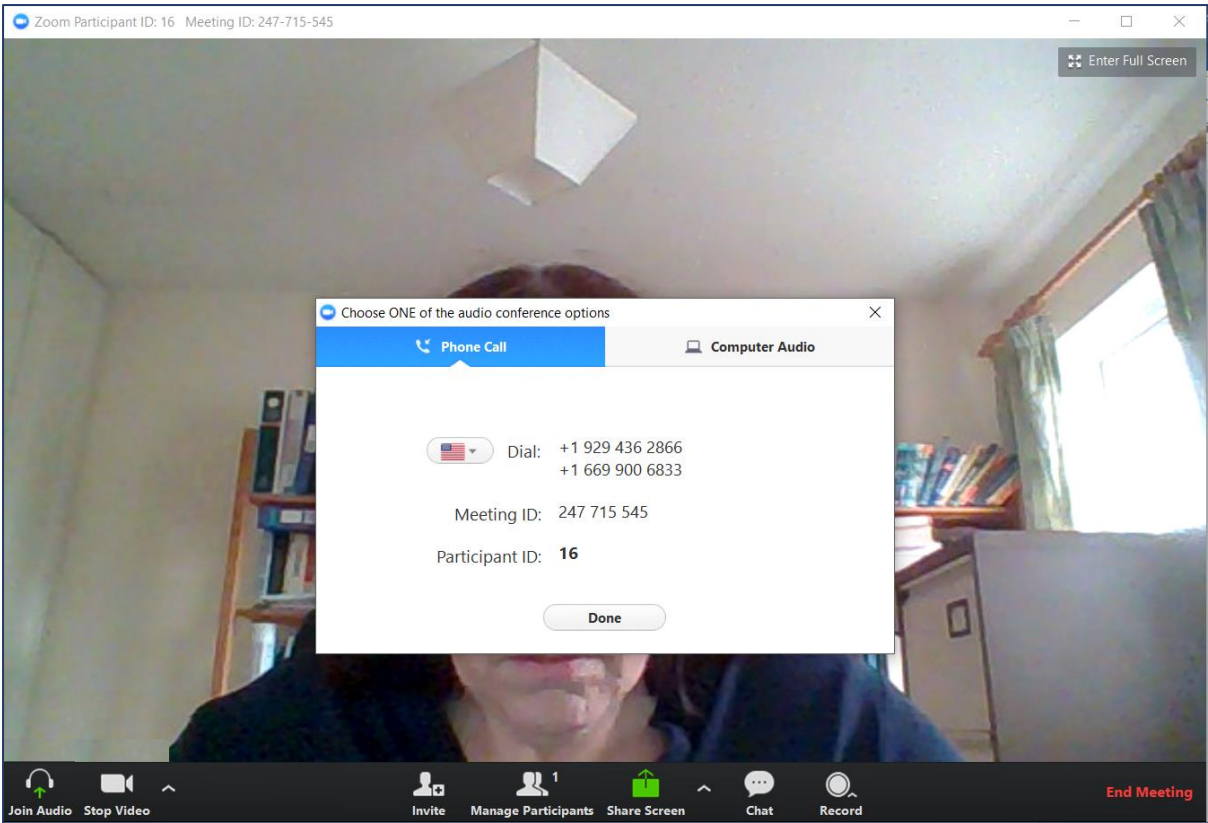 Zoom Participant ID: 16 Meeting ID: 247-715-545
Enter Full Screen
Choose ONE of the audio conference options
Phone Call
Computer Audio
Dial: +1 929 436 2866
+1 669 900 6833
Meeting ID: 247 715 545
Participant ID: 16
Done
1
Join Audio Stop Video Invite Manage Participants Share Screen Chat Record End Meeting